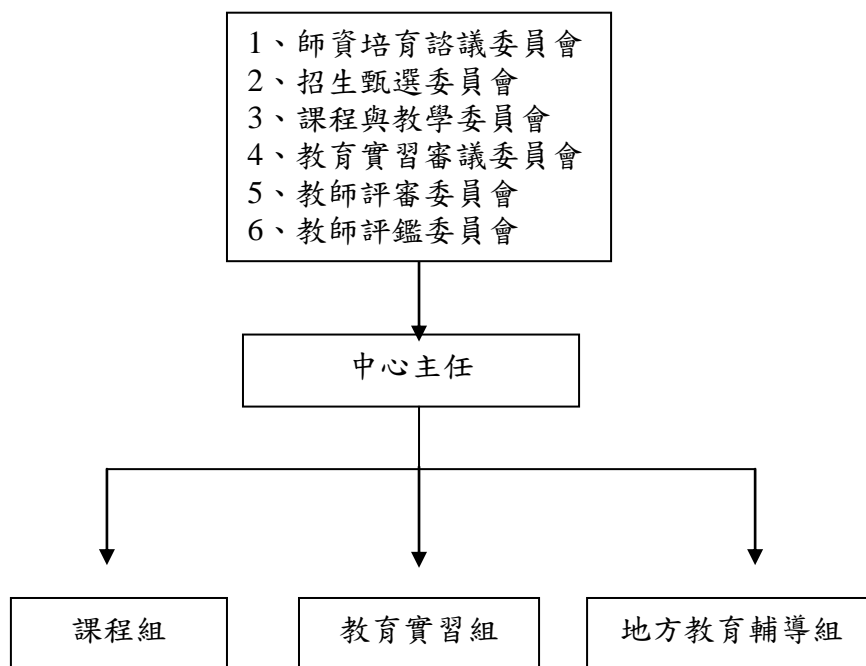 1、師資培育諮議委員會
2、招生甄選委員會
3、課程與教學委員會
4、教育實習審議委員會
5、教師評審委員會
6、教師評鑑委員會
中心主任
課程組
教育實習組
地方教育輔導組